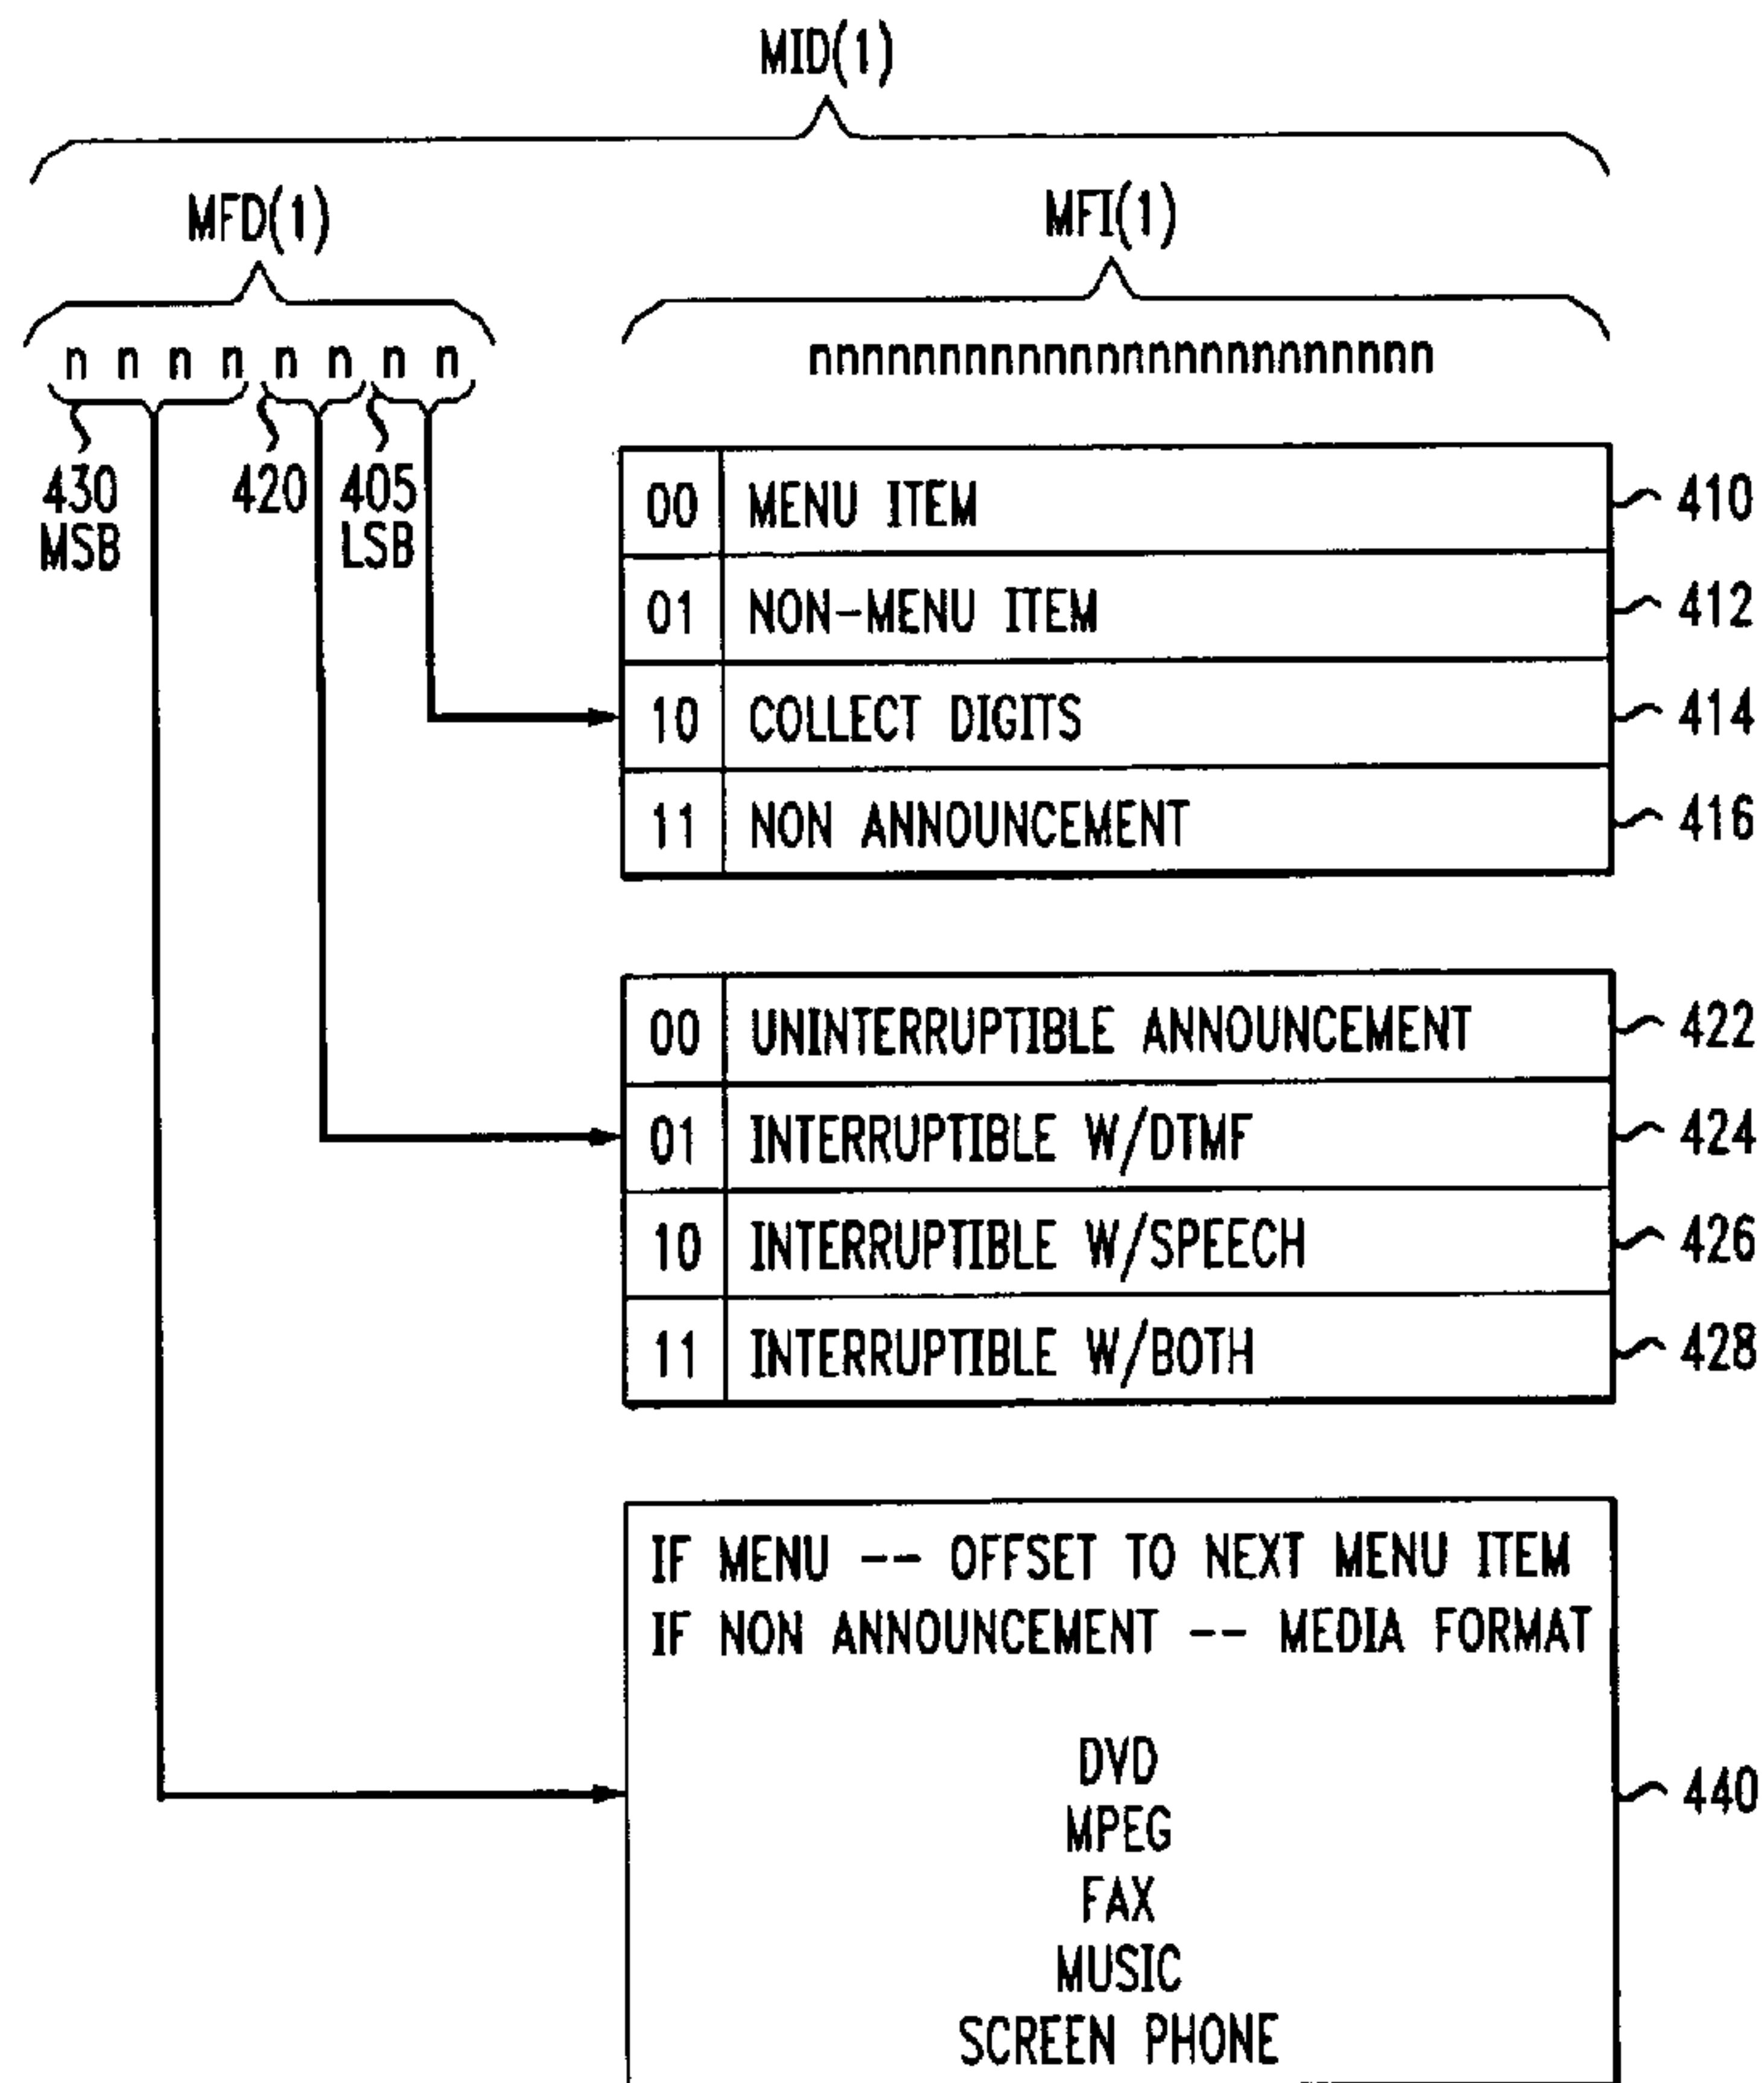 MID(1)
MFD(1) MFI(1)
n n n n n n n n nnnnnnnnnnnnnnnnnnnnnnnn
430 420 405
MSB LSB
00 MENU ITEM 410
01 NON-MENU ITEM 412
10 COLLECT DIGITS 414
11 NON ANNOUNCEMENT 416
00 UNINTERRUPTIBLE ANNOUNCEMENT 422
01 INTERRUPTIBLE W/DTMF 424
10 INTERRUPTIBLE W/SPEECH 426
11 INTERRUPTIBLE W/BOTH 428
IF MENU -- OFFSET TO NEXT MENU ITEM
IF NON ANNOUNCEMENT -- MEDIA FORMAT
DVD
440
MPEG
FAX
MUSIC
SCREEN PHONE